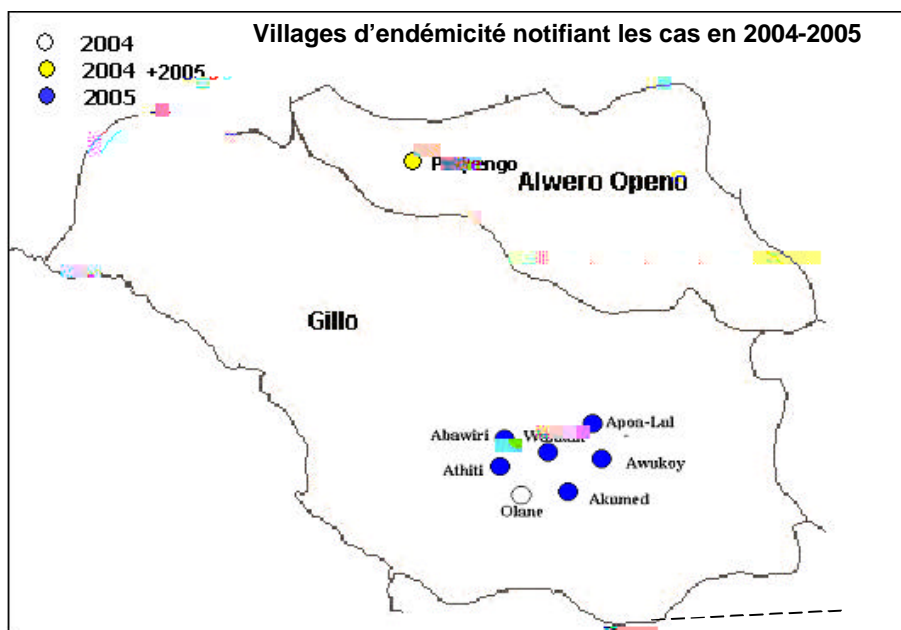 Villages d'endémicité notifiant les cas en 2004-2005
2004
2004 +2005
2005
Alwero Openo
Gillo
Apon-Lul
Abawiri
Awukoy
Athiti
Akumed
Olane